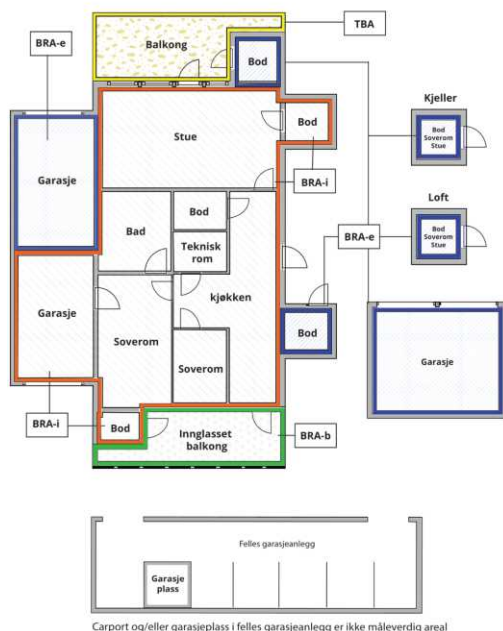 TBA
BRA-e
Balkong
Bod
Kjeller
Bod
Soverom
Stue
Stue
Bod
Garasje
BRA-i
Loft
Bod
Soverom
Stue
Bad
Bod
Teknisk
rom
BRA-e
Garasje
kjøkken
Soverom
Soverom
Bod
Garasje
BRA-i
Bod
Innglasset
balkong
BRA-b
Felles garasjeanlegg
Garasje
plass
Carport og/eller garasjeplass i felles garasjeanlegg er ikke måleverdig areal